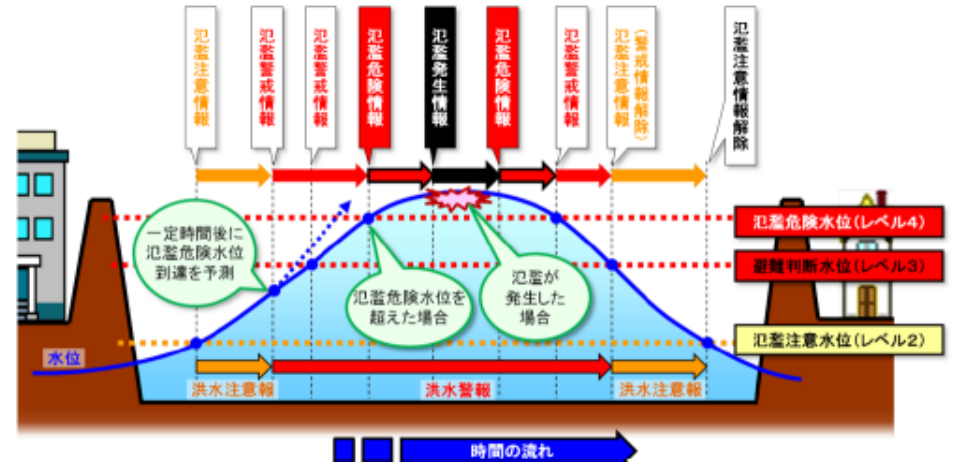 氾濫注意情報
氾濫警戒情報
氾濫警戒情報
氾濫危険情報
氾濫発生情報
氾濫危険情報
氾濫警戒情報
氾濫注意情報
(警戒情報解除)
氾濫注意情報解除
一定時間後に
氾濫危険水位
到達を予測
氾濫危険水位を
超えた場合
氾濫が
発生した
場合
氾濫危険水位(レベル4)
避難判断水位(レベル3)
氾濫注意水位(レベル2)
水位
洪水注意報
洪水警報
洪水注意報
時間の流れ